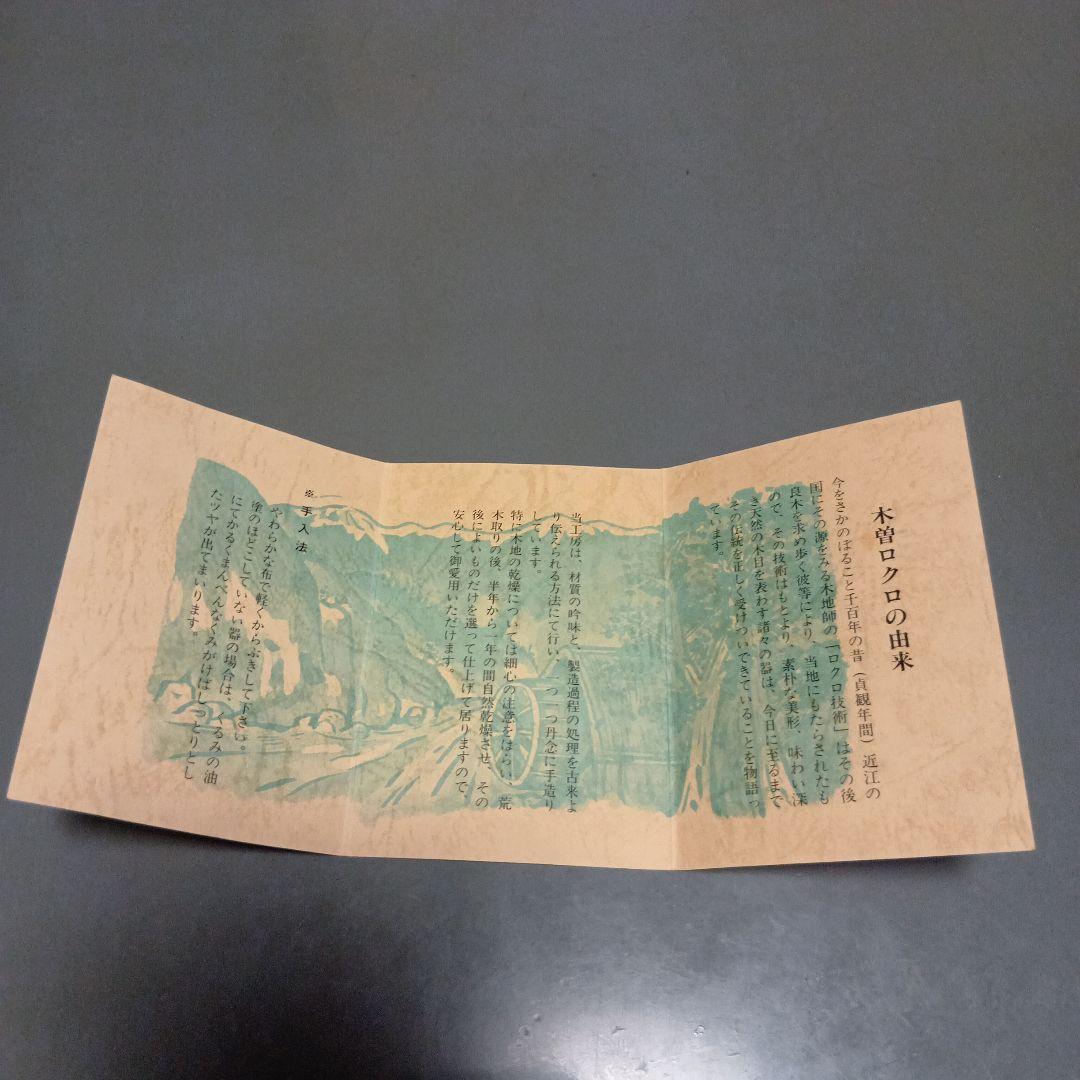 木曽ロクロの由来
今をさかのぼること千百年の昔（貞観年間）近江の
国にその源をみる木地師の「ロクロ技術」はその後
良木を求め歩く彼等により、当地にもたらされたも
ので、その技術はもとより、素朴な美形、味わい深
き天然の木目を表わす諸々の器は、今日に至るまで
その伝統を正しく受けついできていることを物語っ
ています。
当工房は、材質の吟味と、製造過程の処理を古来よ
り伝えられる方法にて行い、一つ一つ丹念に手造り
しています。
特に木地の乾燥については細心の注意をはらい、荒
木取りの後、半年から一年の間自然乾燥させ、その
後によいものだけを選って仕上げて居りますので、
安心して御愛用いただけます。
※手入法
やわらかな布で軽くからぶきして下さい。
塗のほどこしていない器の場合は、くるみの油
にてかるくまんべんなくみがけばしっとりとし
たツヤが出てまいります。